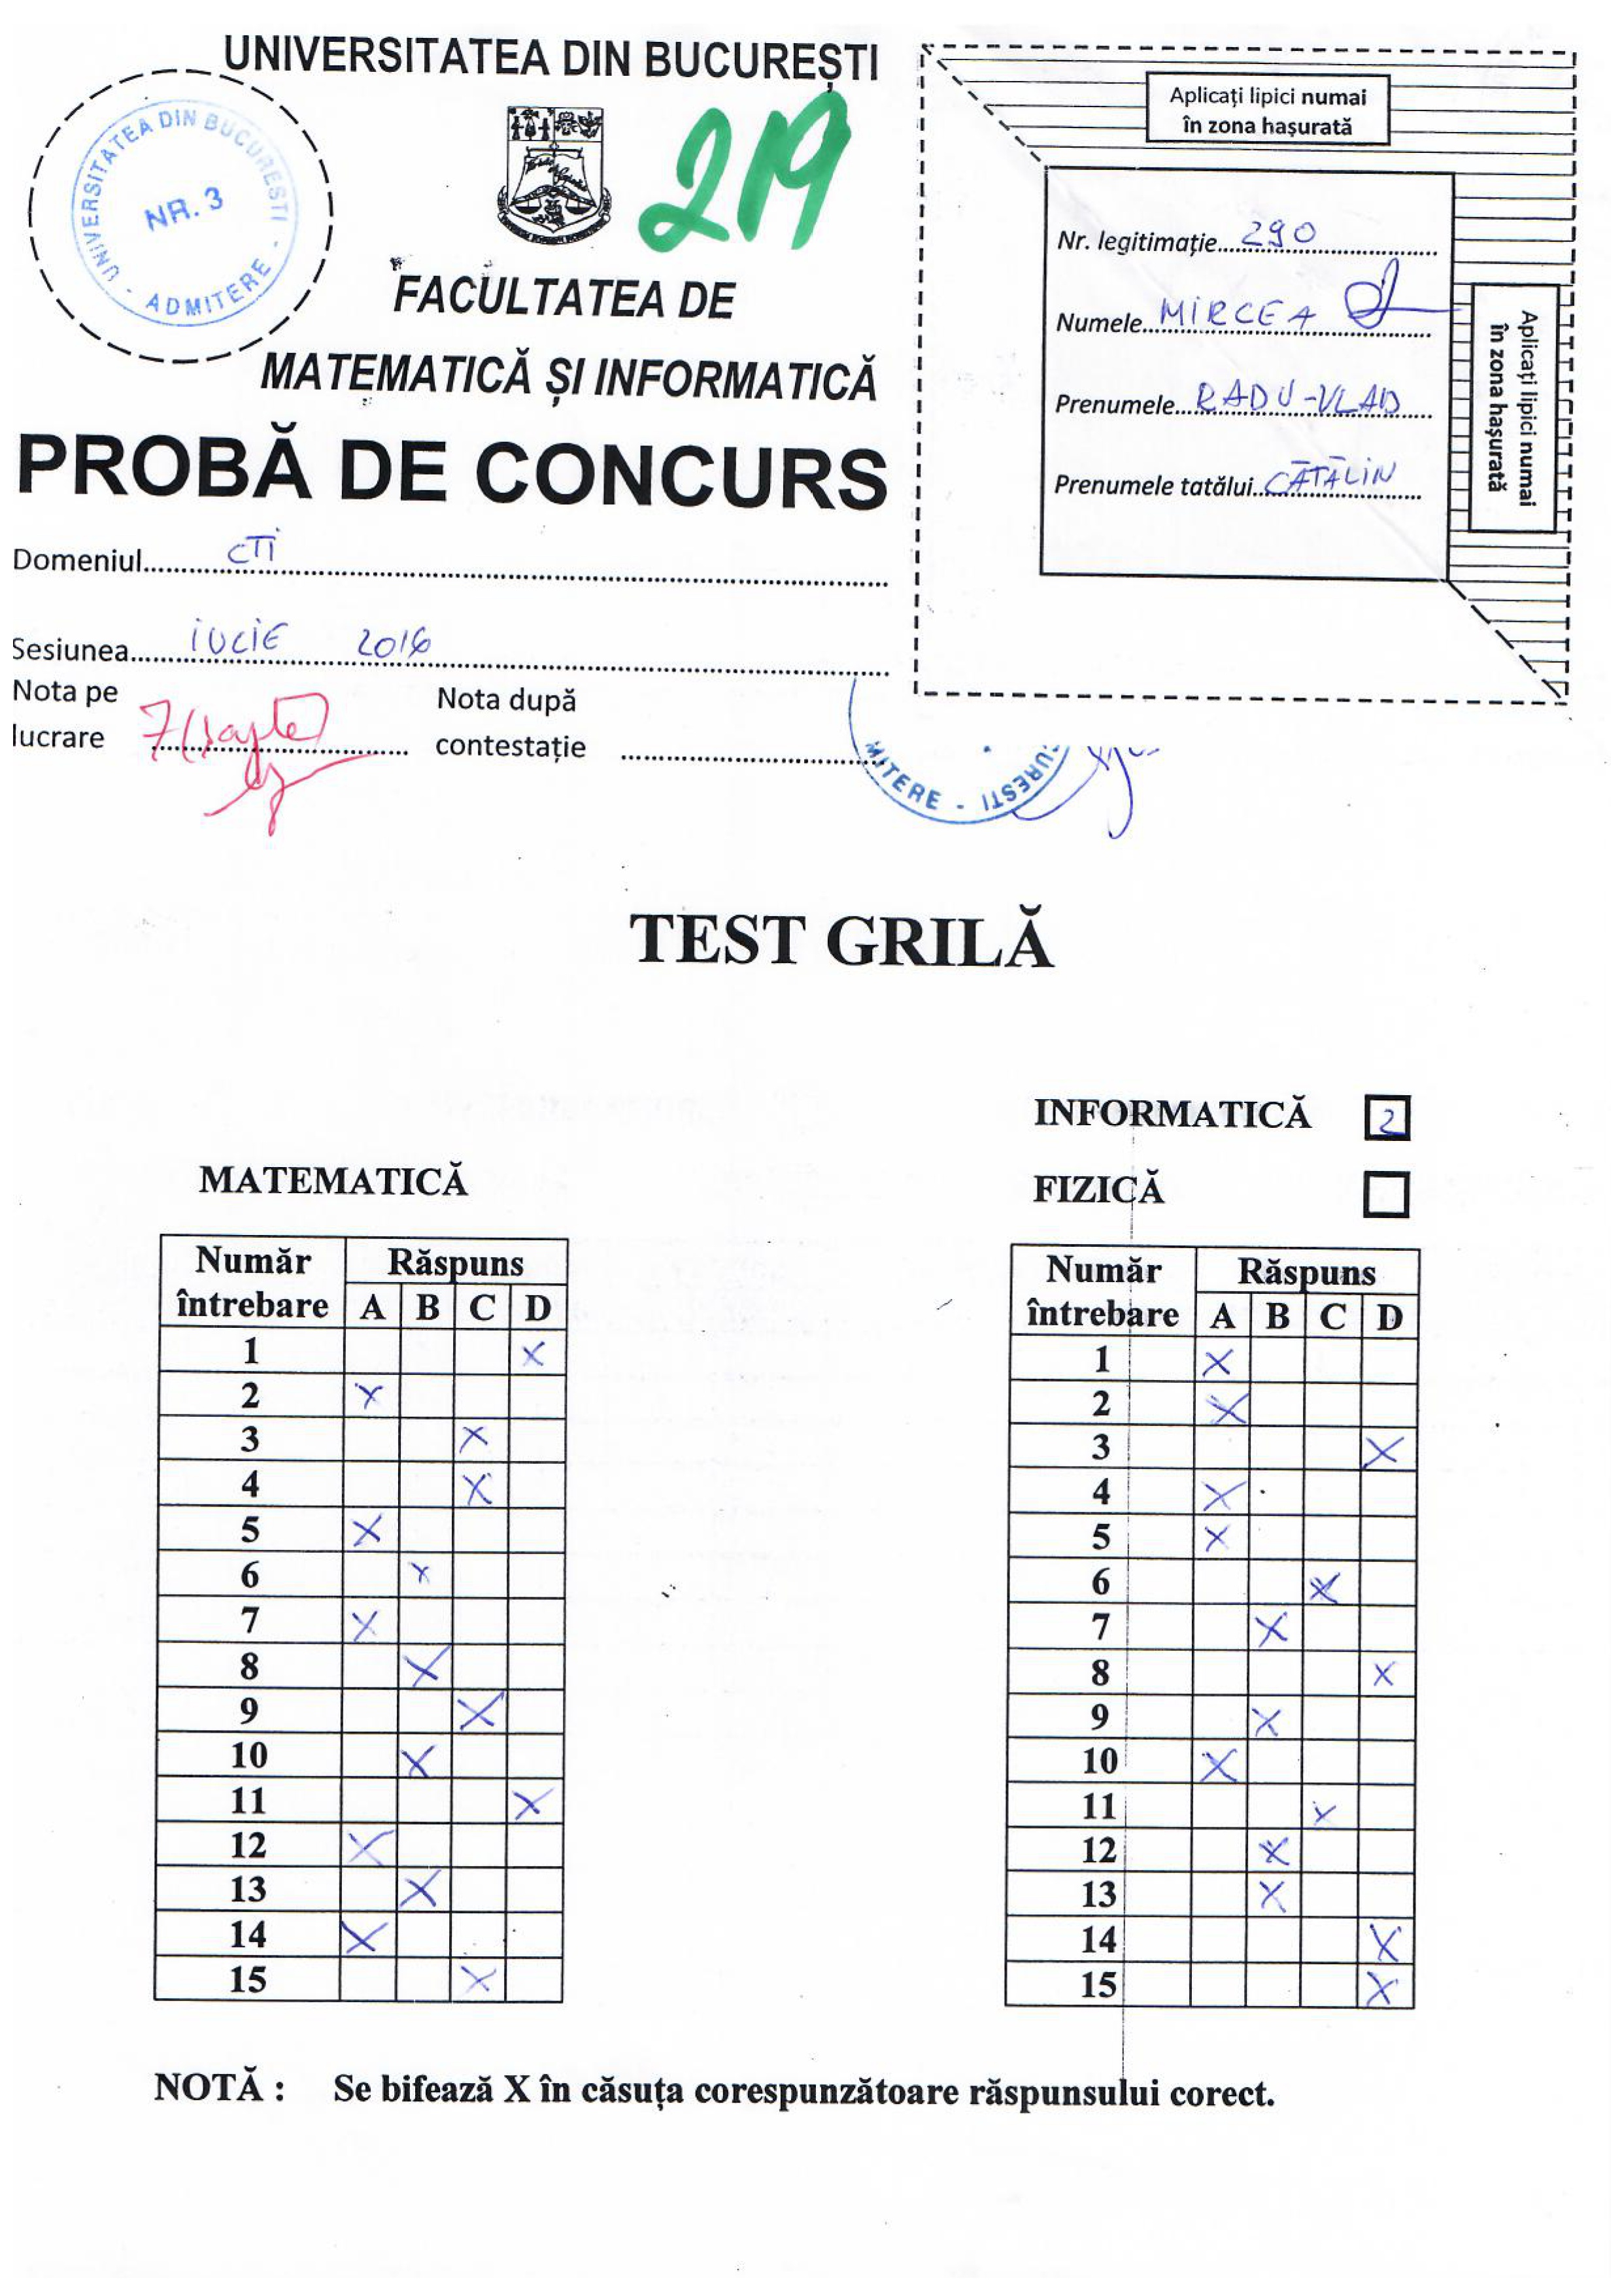 UNIVERSITATEA DIN BUCUREȘTI
UNIVERSITATEA DIN BUCURESTI - ADMITERE -
NR. 3
219
FACULTATEA DE
MATEMATICĂ ȘI INFORMATICĂ
PROBĂ DE CONCURS
Domeniul CTI
Sesiunea iULIE 2016
Nota pe lucrare 7 (șapte)
Nota după contestație
Aplicați lipici numai
în zona hașurată
Nr. legitimație 290
Numele MIRCEA
Prenumele RADU-VLAD
Prenumele tatălui CĂTĂLIN
Aplicați lipici numai
în zona hașurată
MITERE - URESTI
TEST GRILĂ
INFORMATICĂ 2
MATEMATICĂ
FIZICĂ
Număr întrebare Răspuns
A B C D
1 X
2 X
3 X
4 X
5 X
6 X
7 X
8 X
9 X
10 X
11 X
12 X
13 X
14 X
15 X
Număr întrebare Răspuns
A B C D
1 X
2 X
3 X
4 X
5 X
6 X
7 X
8 X
9 X
10 X
11 X
12 X
13 X
14 X
15 X
NOTĂ : Se bifează X în căsuța corespunzătoare răspunsului corect.